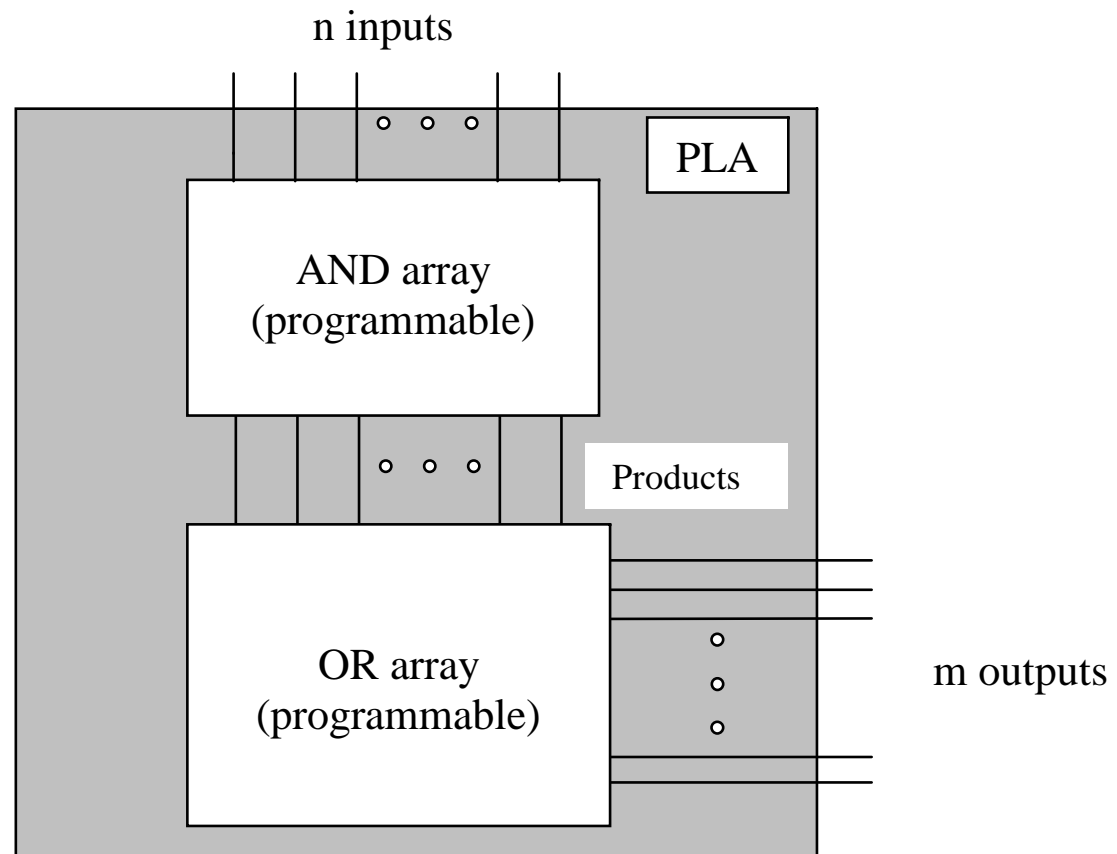 n inputs
PLA
AND array
(programmable)
Products
OR array
(programmable)
m outputs